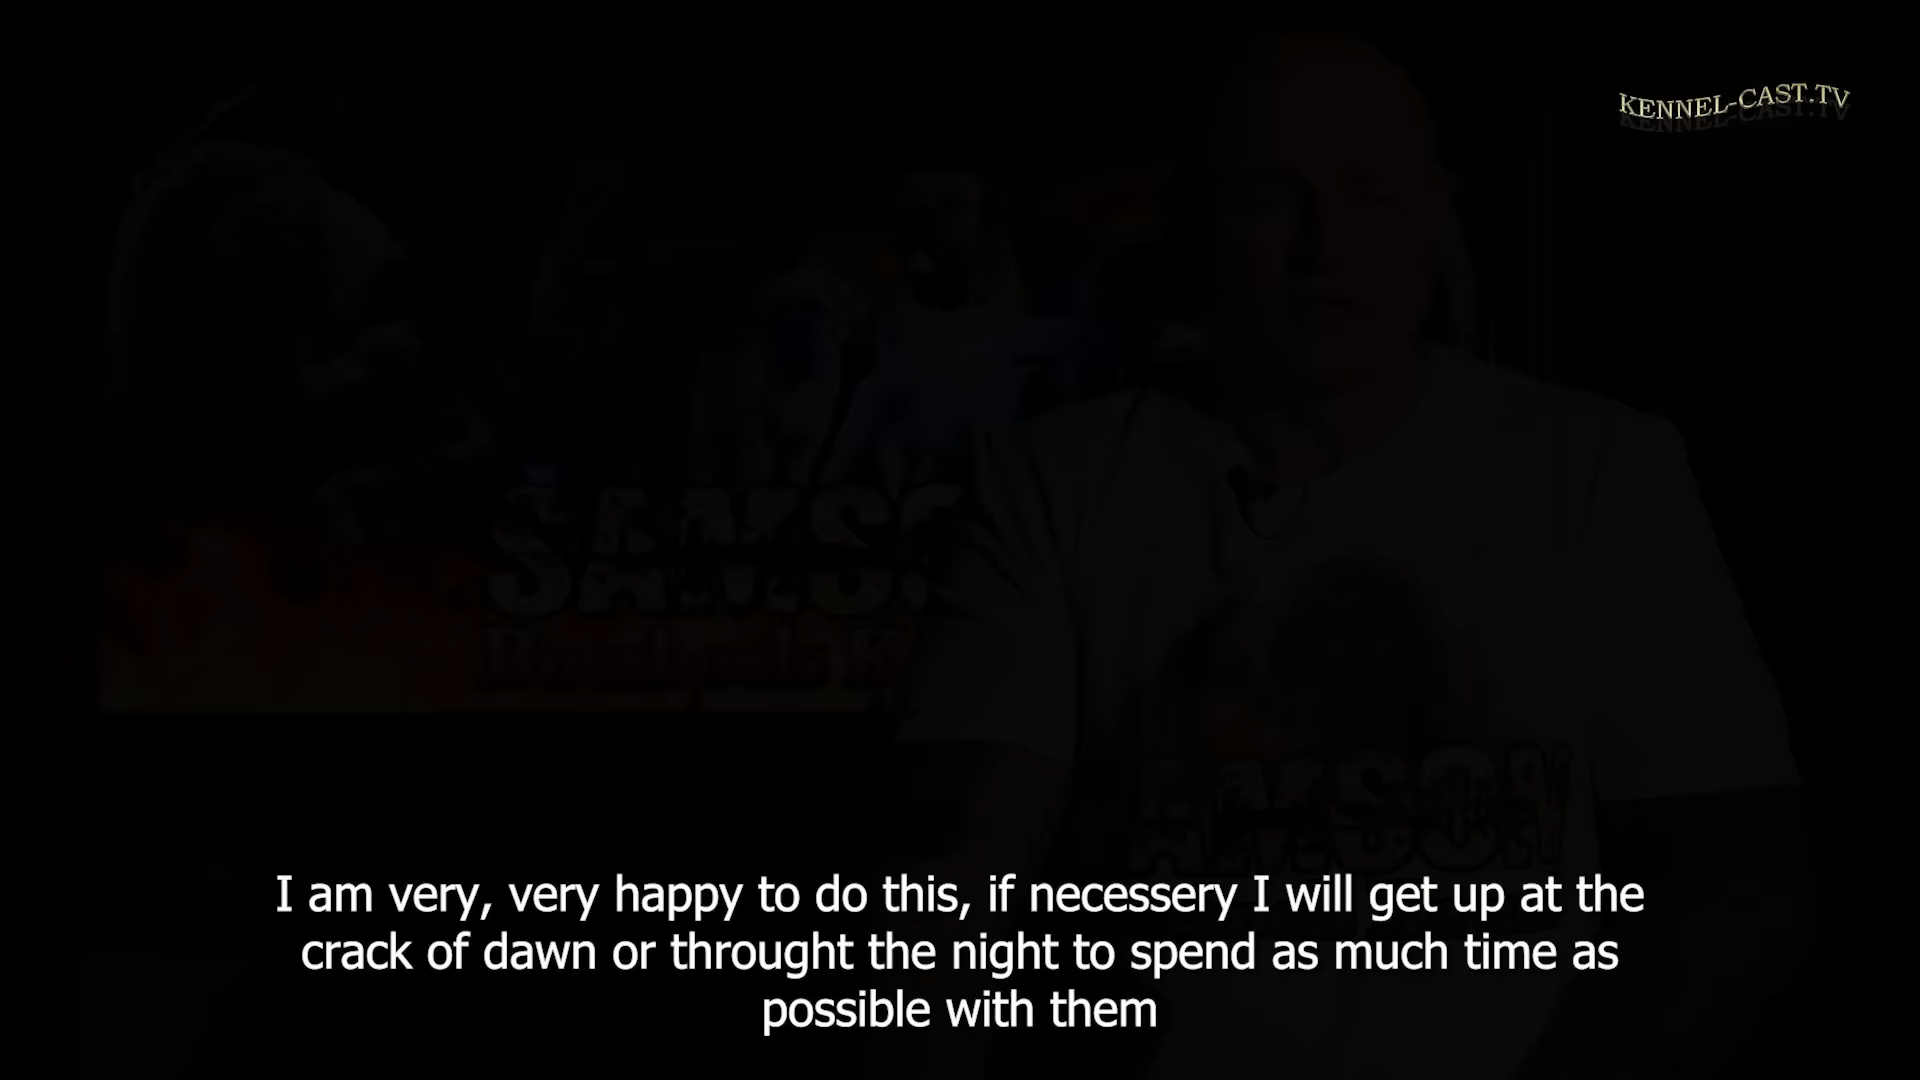 KENNEL-CAST.TV
I am very, very happy to do this, if necessery I will get up at the
crack of dawn or throught the night to spend as much time as
possible with them